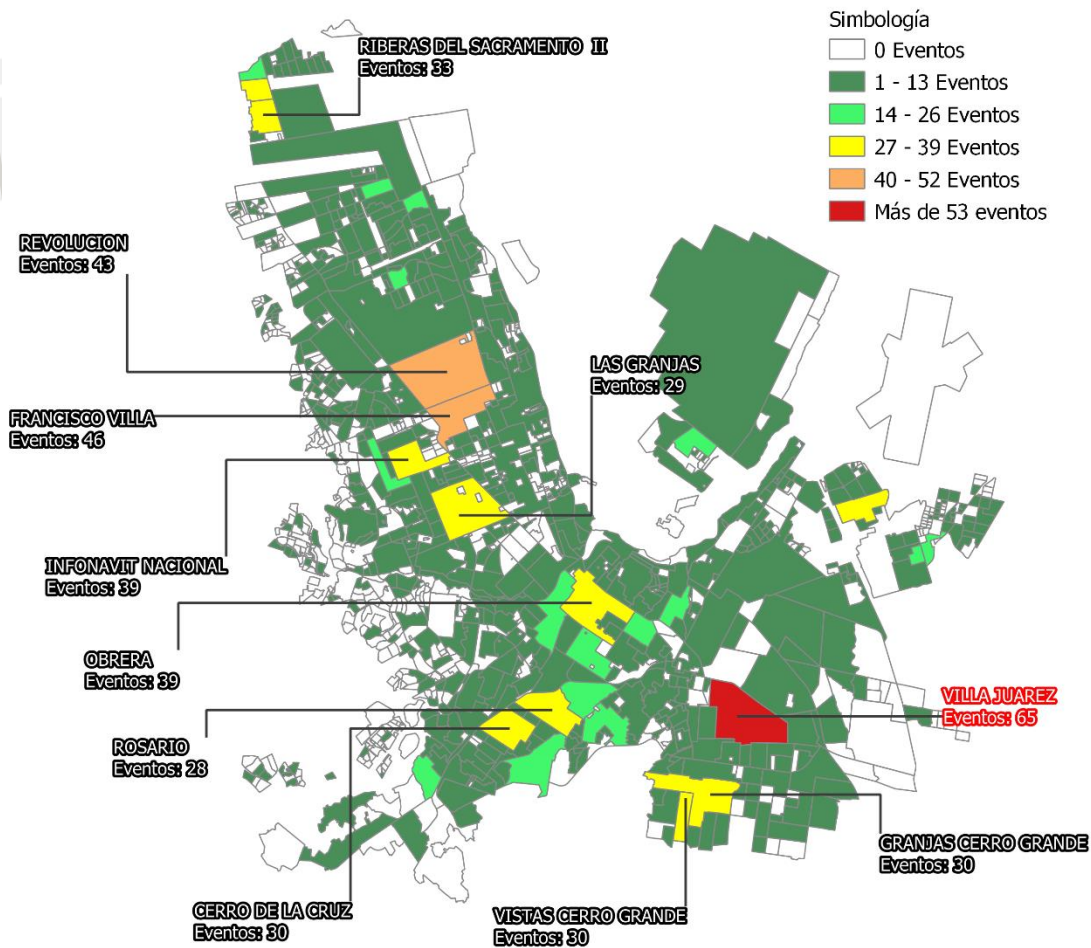 Simbología
0 Eventos
1 - 13 Eventos
14 - 26 Eventos
27 - 39 Eventos
40 - 52 Eventos
Más de 53 eventos
RIBERAS DEL SACRAMENTO II
Eventos: 33
REVOLUCION
Eventos: 43
LAS GRANJAS
Eventos: 29
FRANCISCO VILLA
Eventos: 46
INFONAVIT NACIONAL
Eventos: 39
OBRERA
Eventos: 39
VILLA JUAREZ
Eventos: 65
ROSARIO
Eventos: 28
GRANJAS CERRO GRANDE
Eventos: 30
CERRO DE LA CRUZ
Eventos: 30
VISTAS CERRO GRANDE
Eventos: 30